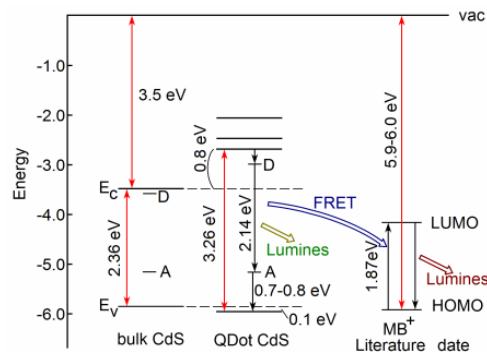 vac
-1.0
-2.0
-3.0
-4.0
-5.0
-6.0
Energy
3.5 eV
0.8 eV
D
Ec
D
FRET
2.36 eV
3.26 eV
2.14 eV
Lumines
A
A
0.7-0.8 eV
Ev
0.1 eV
bulk CdS
QDot CdS
5.9-6.0 eV
LUMO
1.87eV
Lumines
HOMO
MB+
Literature date